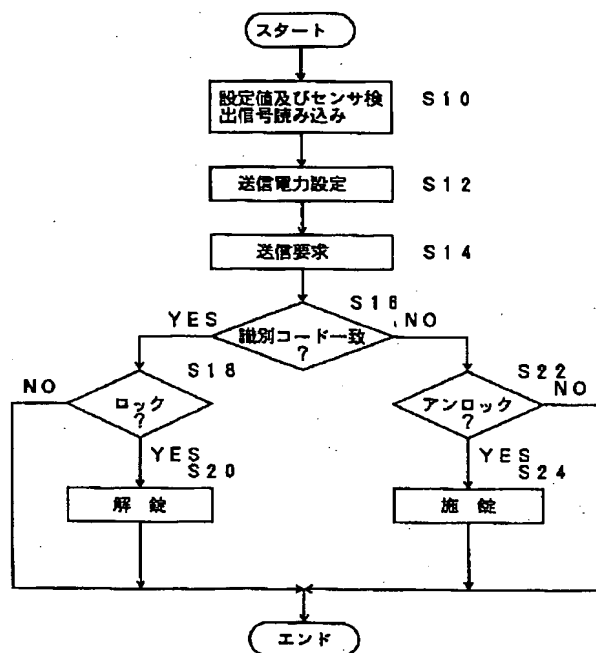 スタート
設定値及びセンサ検
出信号読み込み
S10
送信電力設定
S12
送信要求
S14
S16
YES
識別コード一致
?
NO
S18
NO
ロック
?
S22
アンロック
?
NO
YES
S20
YES
S24
解 錠
施 錠
エンド